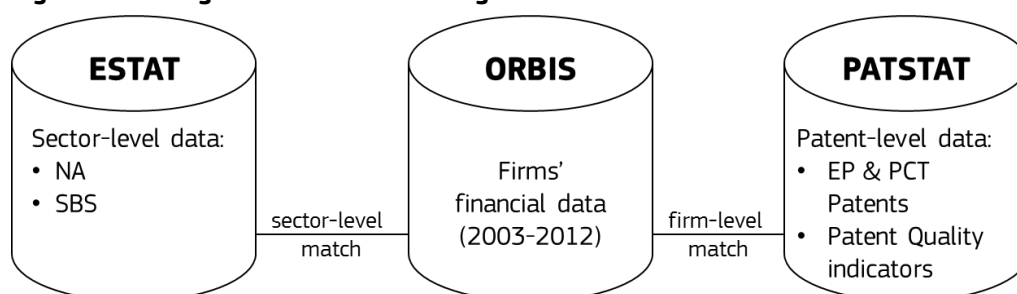 ESTAT
Sector-level data:
• NA
• SBS
sector-level
match
ORBIS
Firms'
financial data
(2003-2012)
firm-level
match
PATSTAT
Patent-level data:
• EP & PCT
Patents
• Patent Quality
indicators